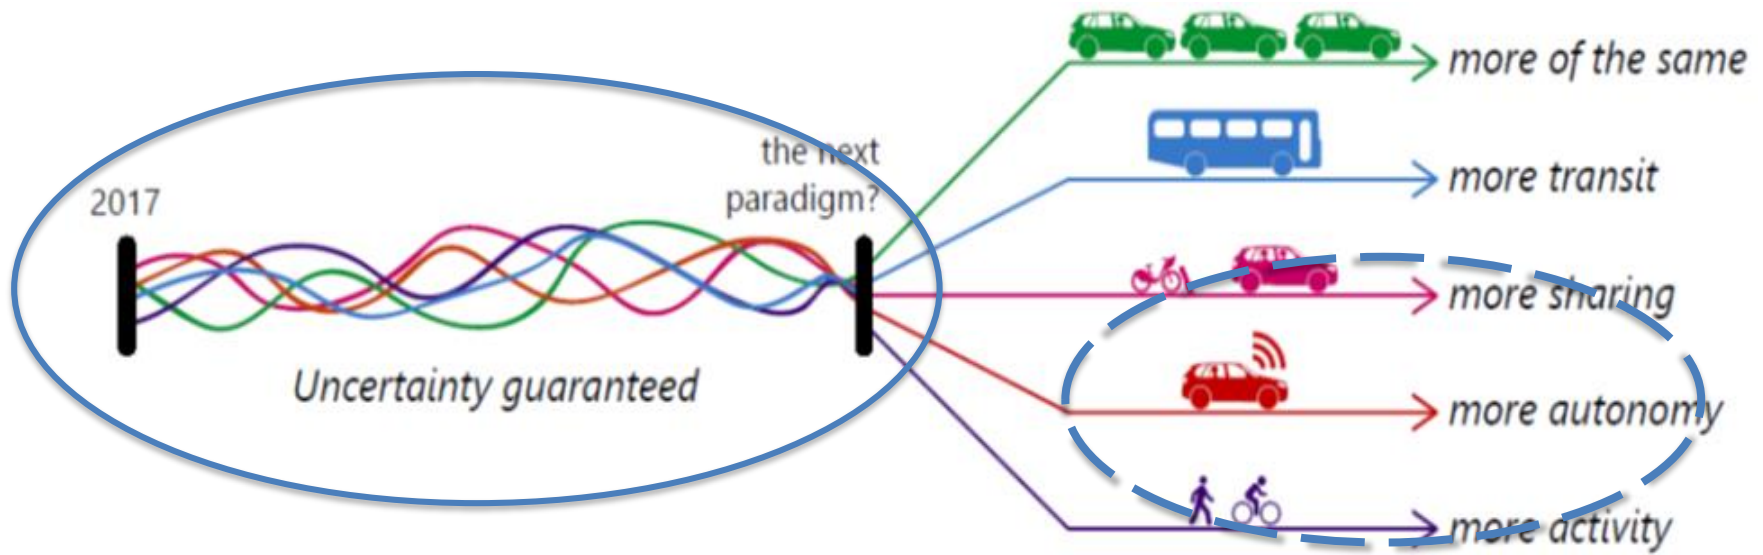 2017
the next
paradigm?
Uncertainty guaranteed
more of the same
more transit
more sharing
more autonomy
more activity